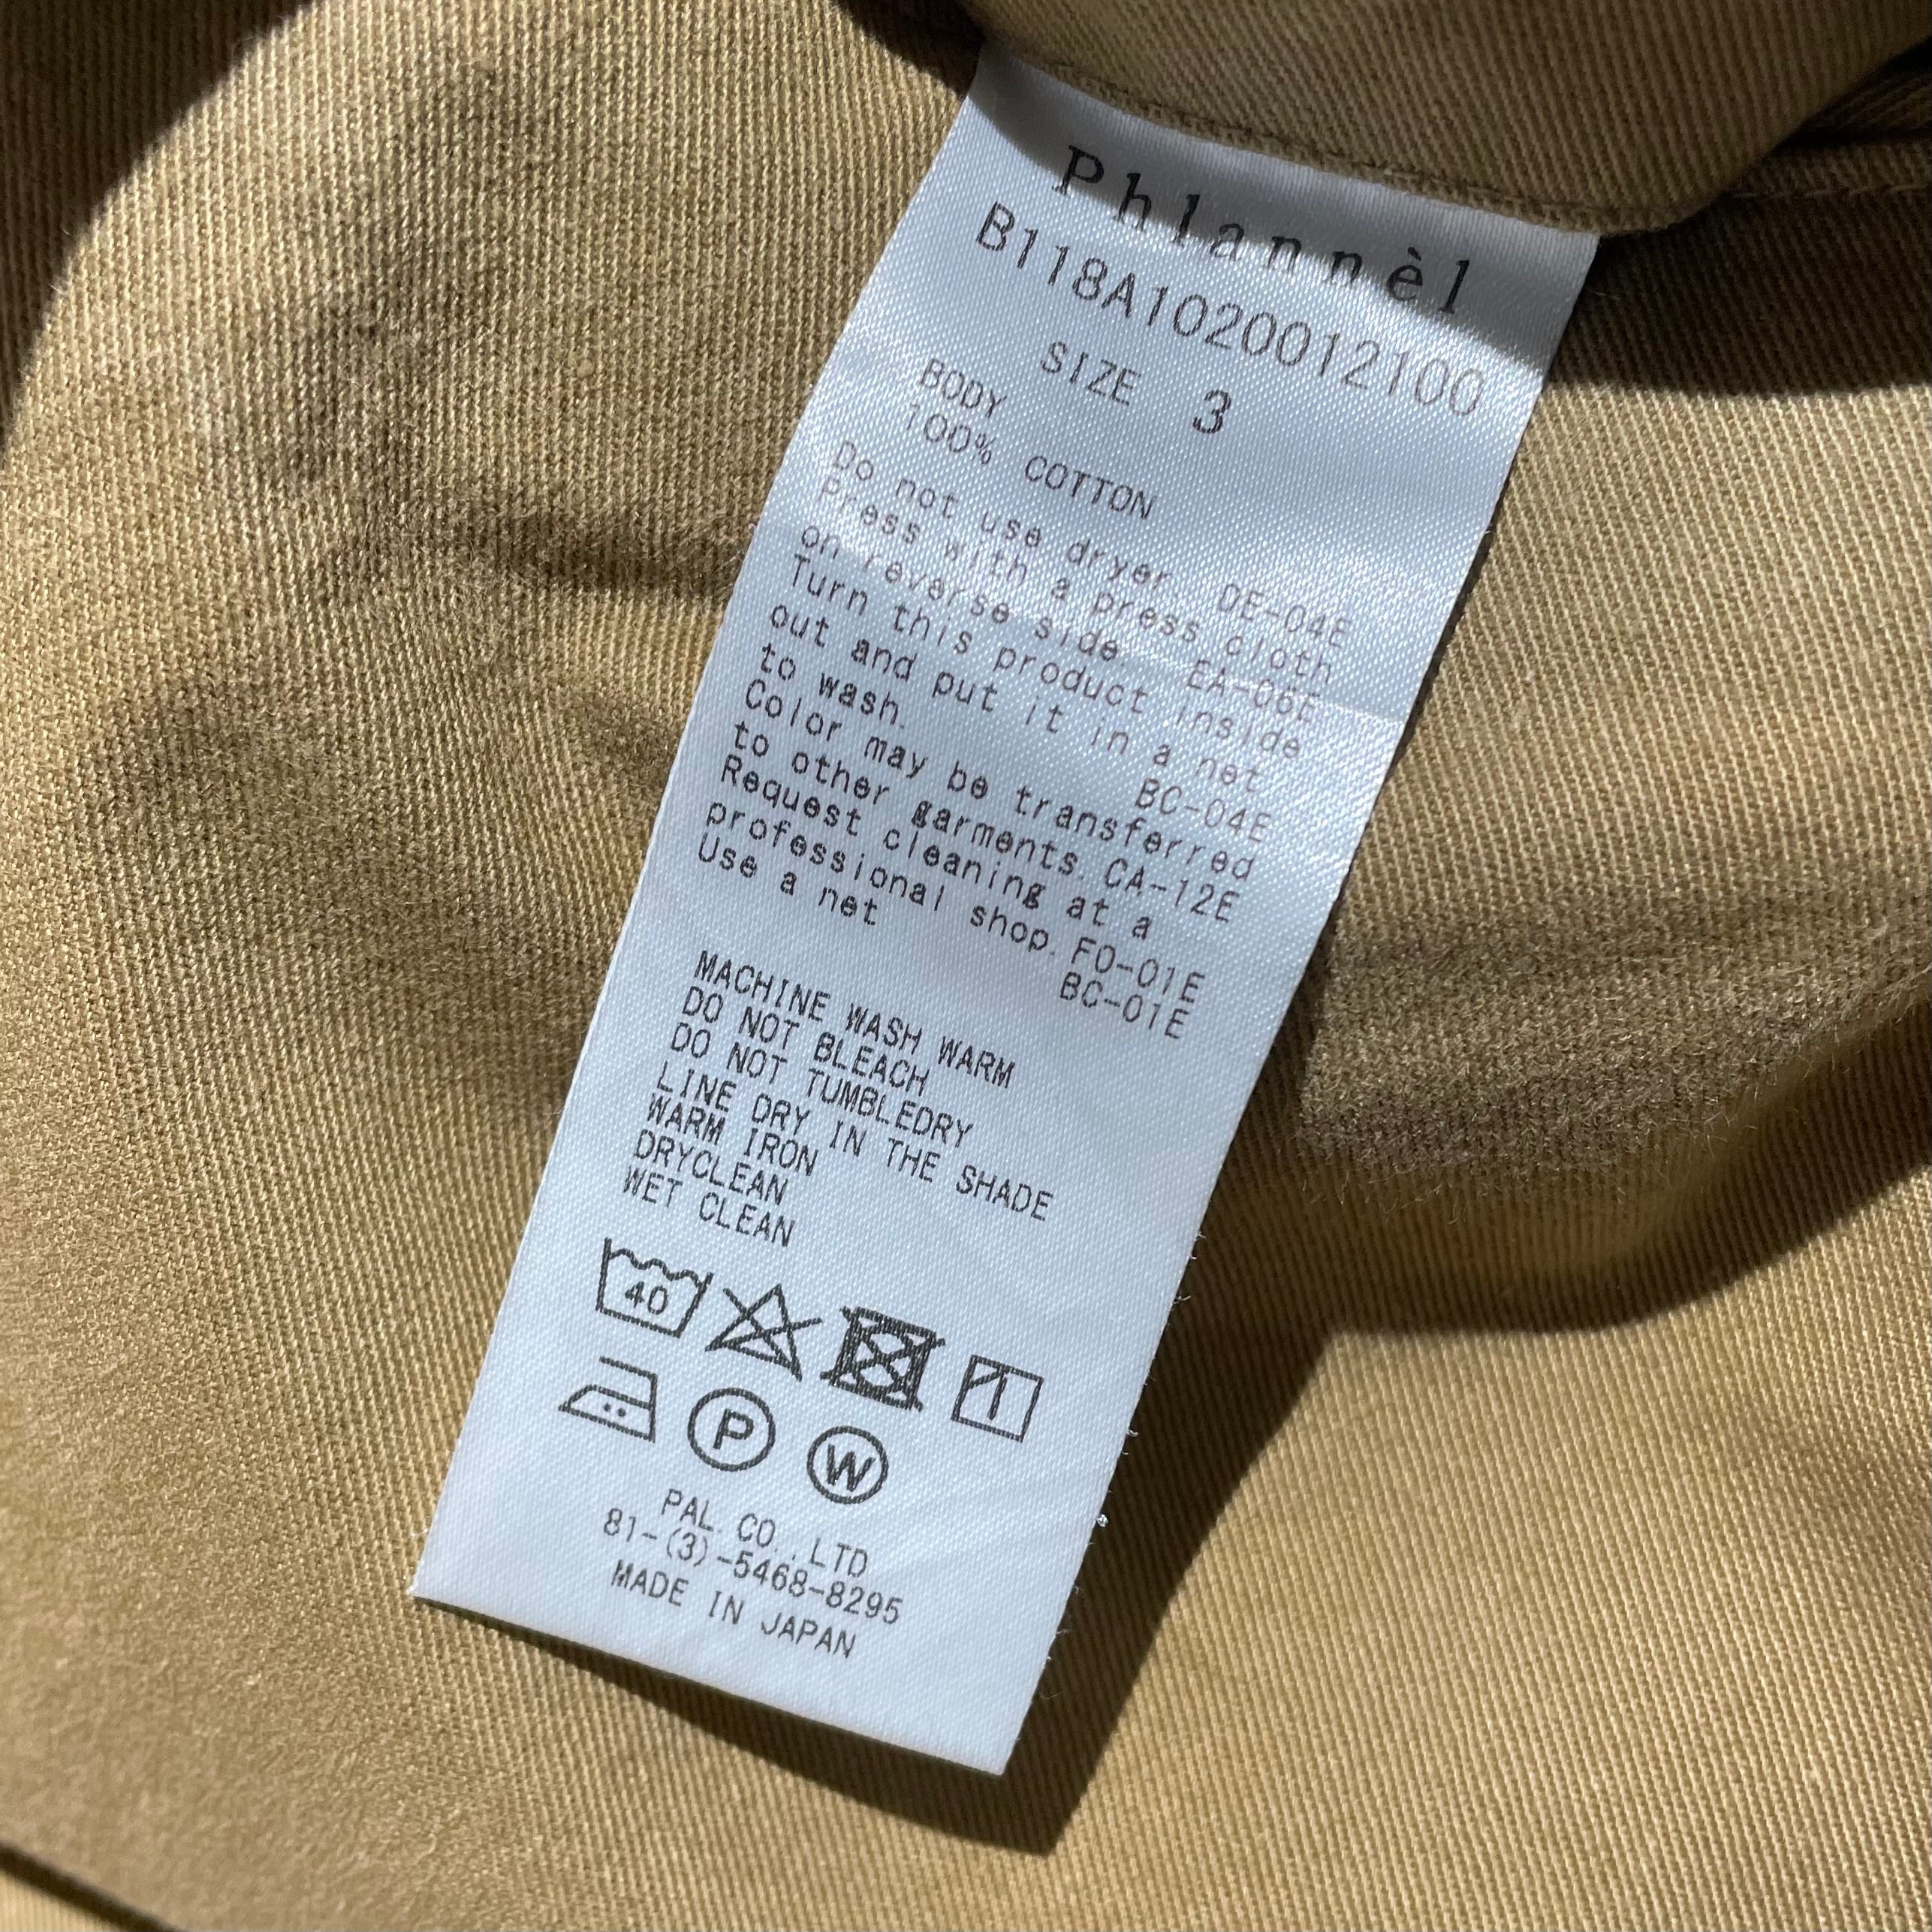 Phlannèl
B118A1020012100
SIZE 3
BODY
100% COTTON
Do not use dryer. DE-04E
Press with a press cloth
on reverse side. EA-06E
Turn this product inside
out and put it in a net
to wash. BC-04E
Color may be transferred
to other garments. CA-12E
Request cleaning at a
professional shop. FO-01E
Use a net BC-01E
MACHINE WASH WARM
DO NOT BLEACH
DO NOT TUMBLEDRY
LINE DRY IN THE SHADE
WARM IRON
DRYCLEAN
WET CLEAN
40
P W
PAL. CO., LTD
81-(3)-5468-8295
MADE IN JAPAN